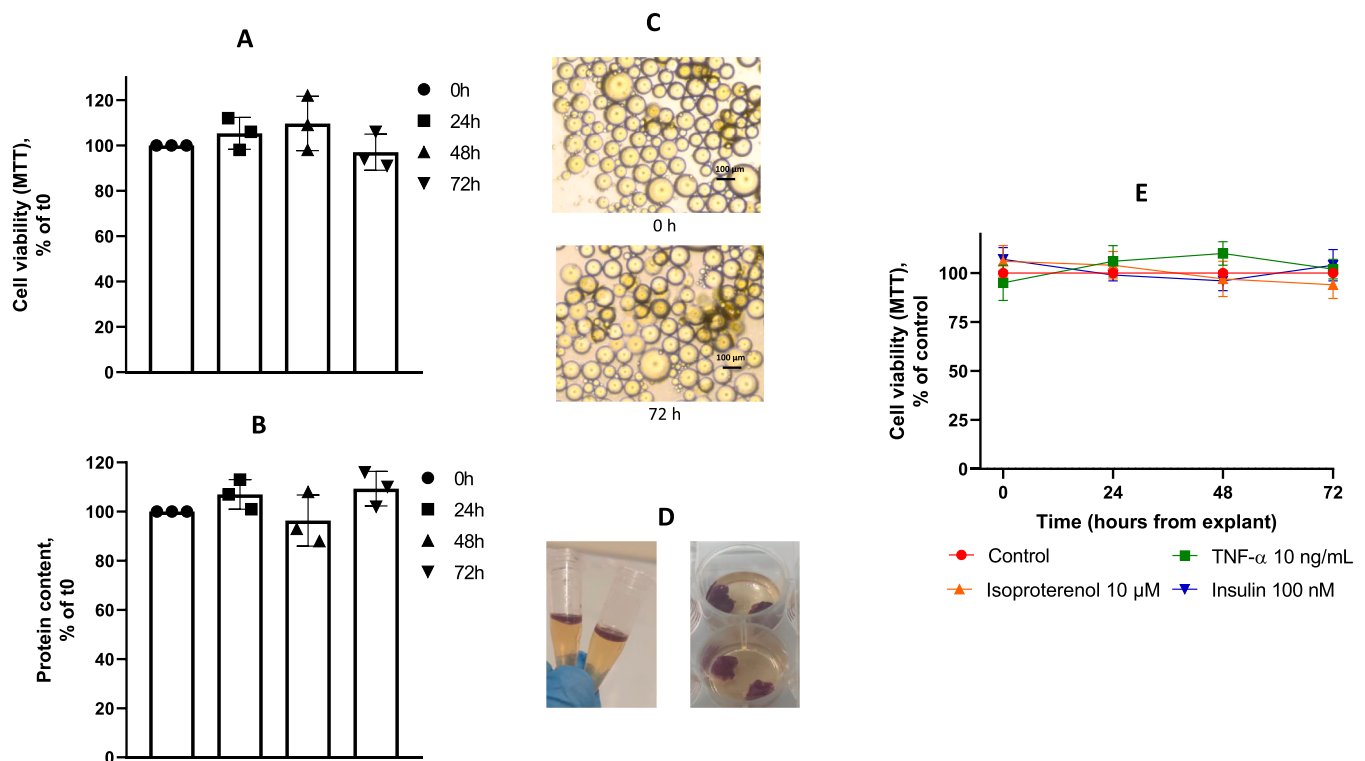 A
Cell viability (MTT),
% of t0
120
100
80
60
40
20
0
0h
24h
48h
72h
B
Protein content,
% of t0
120
100
80
60
40
20
0
0h
24h
48h
72h
C
100 µm
0 h
100 µm
72 h
D
E
Cell viability (MTT),
% of control
100
75
50
25
0
0 24 48 72
Time (hours from explant)
Control
TNF-α 10 ng/mL
Isoproterenol 10 µM
Insulin 100 nM